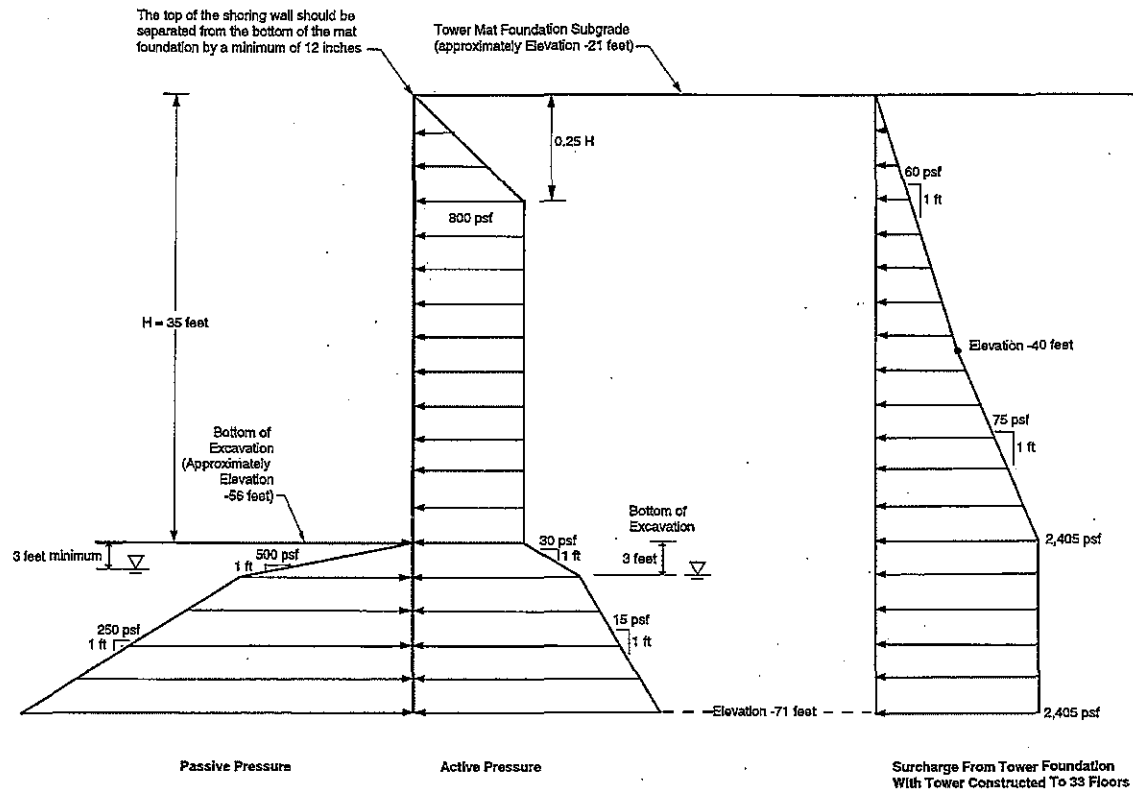 The top of the shoring wall should be
separated from the bottom of the mat
foundation by a minimum of 12 inches
Tower Mat Foundation Subgrade
(approximately Elevation -21 feet)
0.25 H
60 psf
1 ft
800 psf
H = 35 feet
Elevation -40 feet
75 psf
1 ft
Bottom of
Excavation
(Approximately
Elevation
-56 feet)
Bottom of
Excavation
30 psf
1 ft
3 feet
2,405 psf
3 feet minimum
500 psf
1 ft
250 psf
1 ft
15 psf
1 ft
Elevation -71 feet
2,405 psf
Passive Pressure
Active Pressure
Surcharge From Tower Foundation
With Tower Constructed To 33 Floors